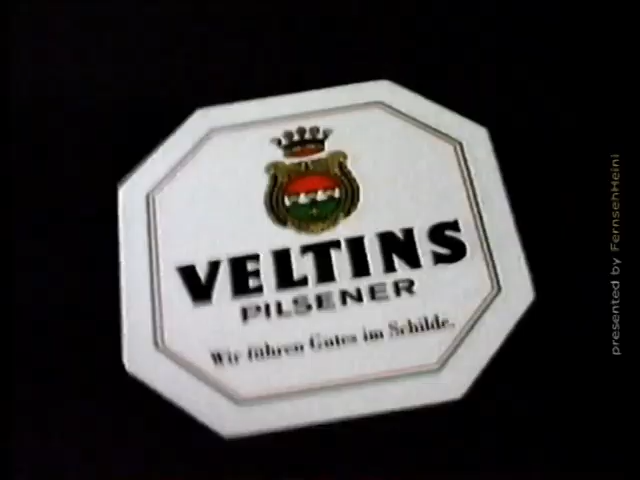 VELTINS
PILSENER
Wir führen Gutes im Schilde.
presented by FernsehHeini